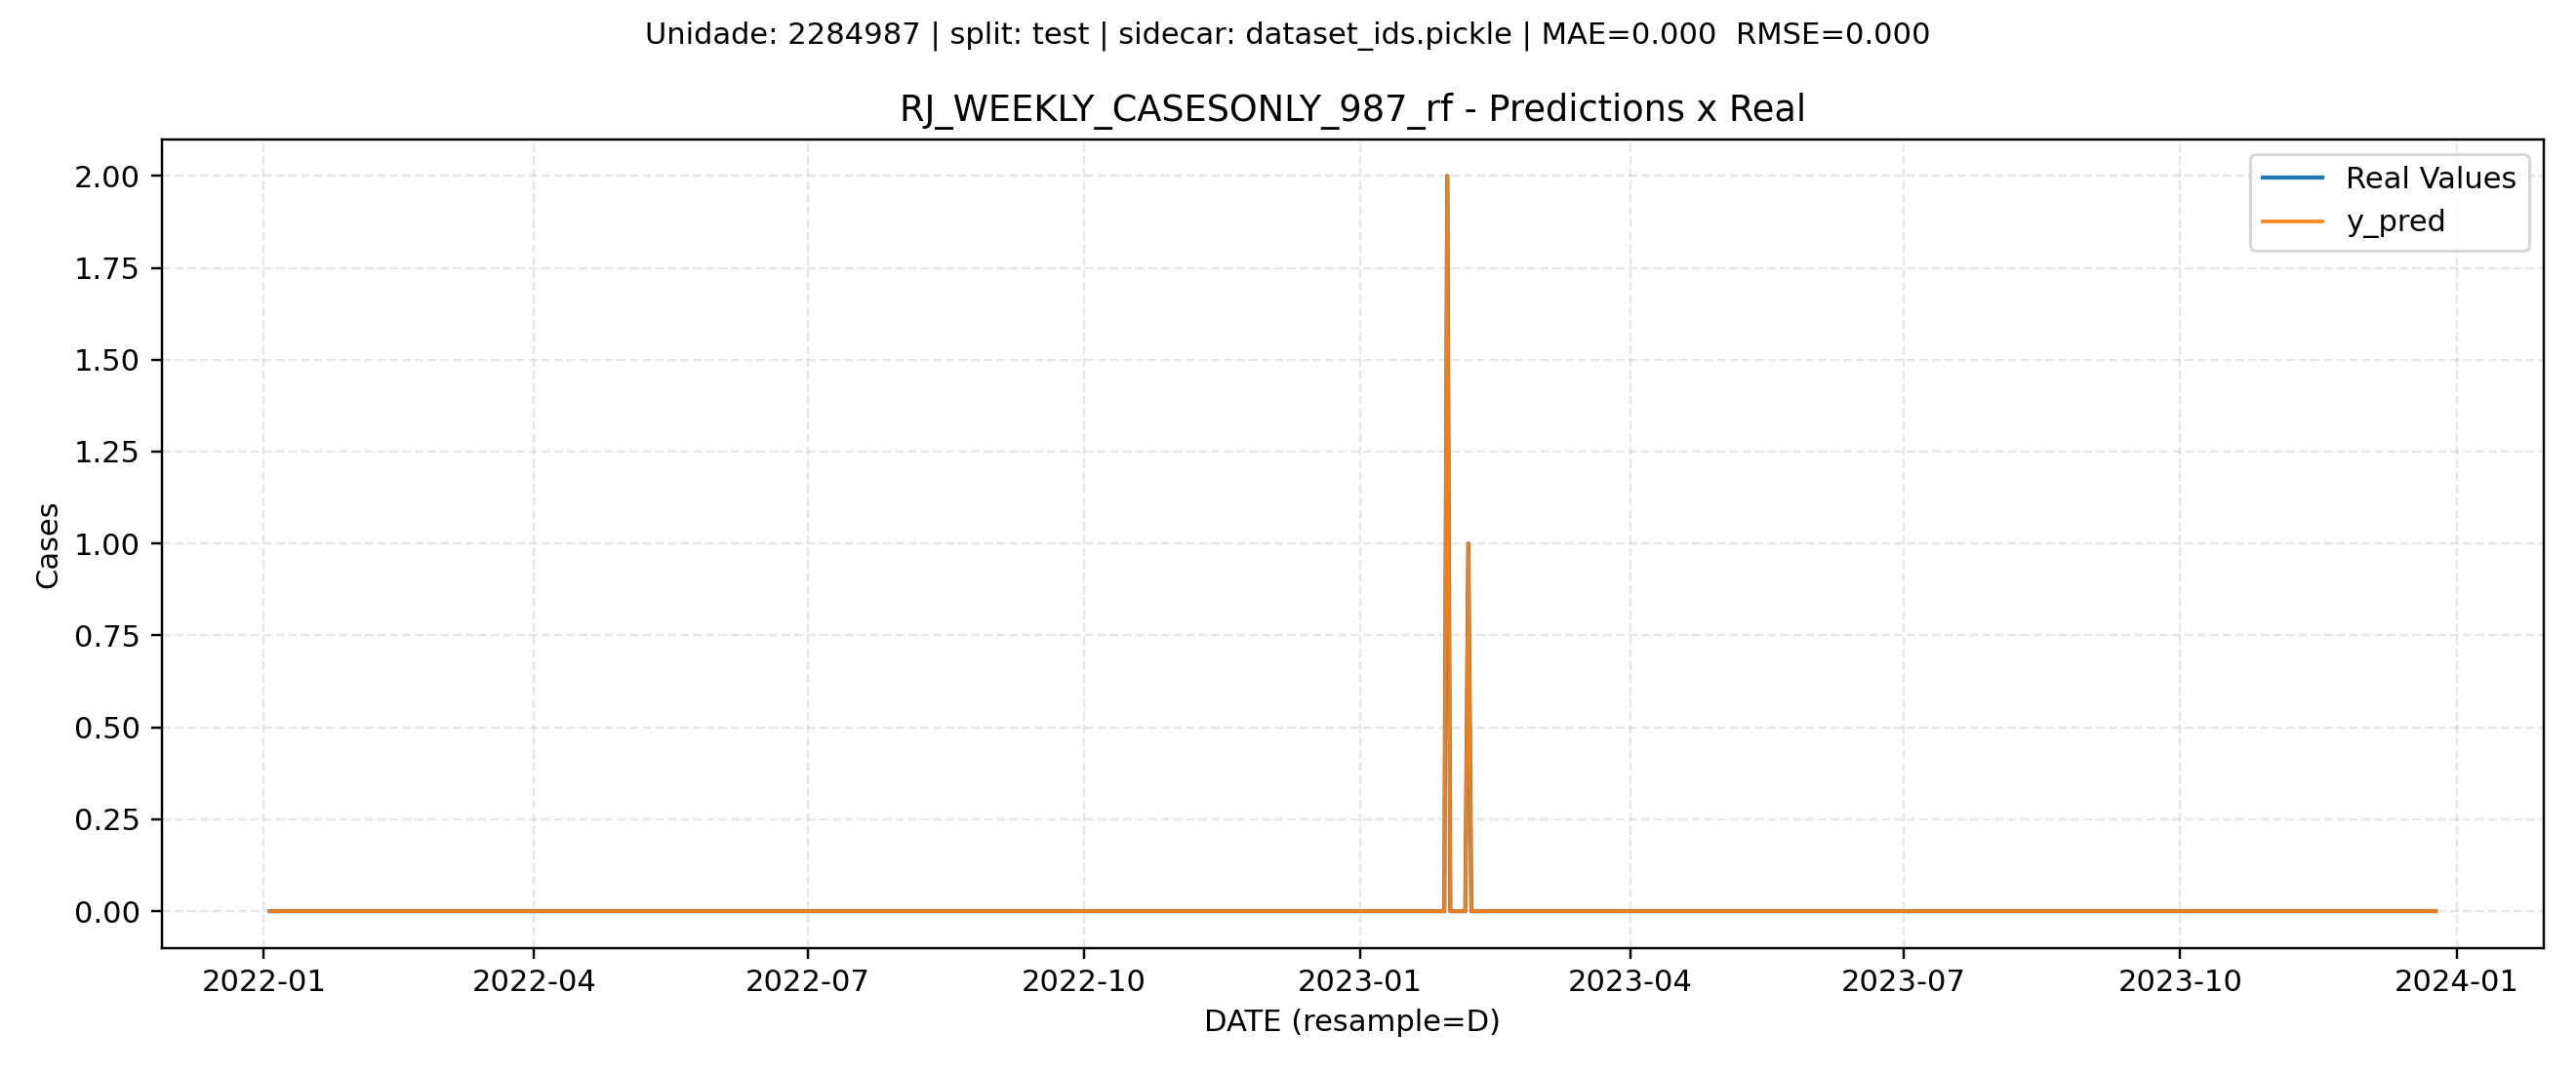 Unidade: 2284987 | split: test | sidecar: dataset_ids.pickle | MAE=0.000  RMSE=0.000
RJ_WEEKLY_CASESONLY_987_rf - Predictions x Real
Real Values
y_pred
Cases
2.00
1.75
1.50
1.25
1.00
0.75
0.50
0.25
0.00
2022-01 2022-04 2022-07 2022-10 2023-01 2023-04 2023-07 2023-10 2024-01
DATE (resample=D)